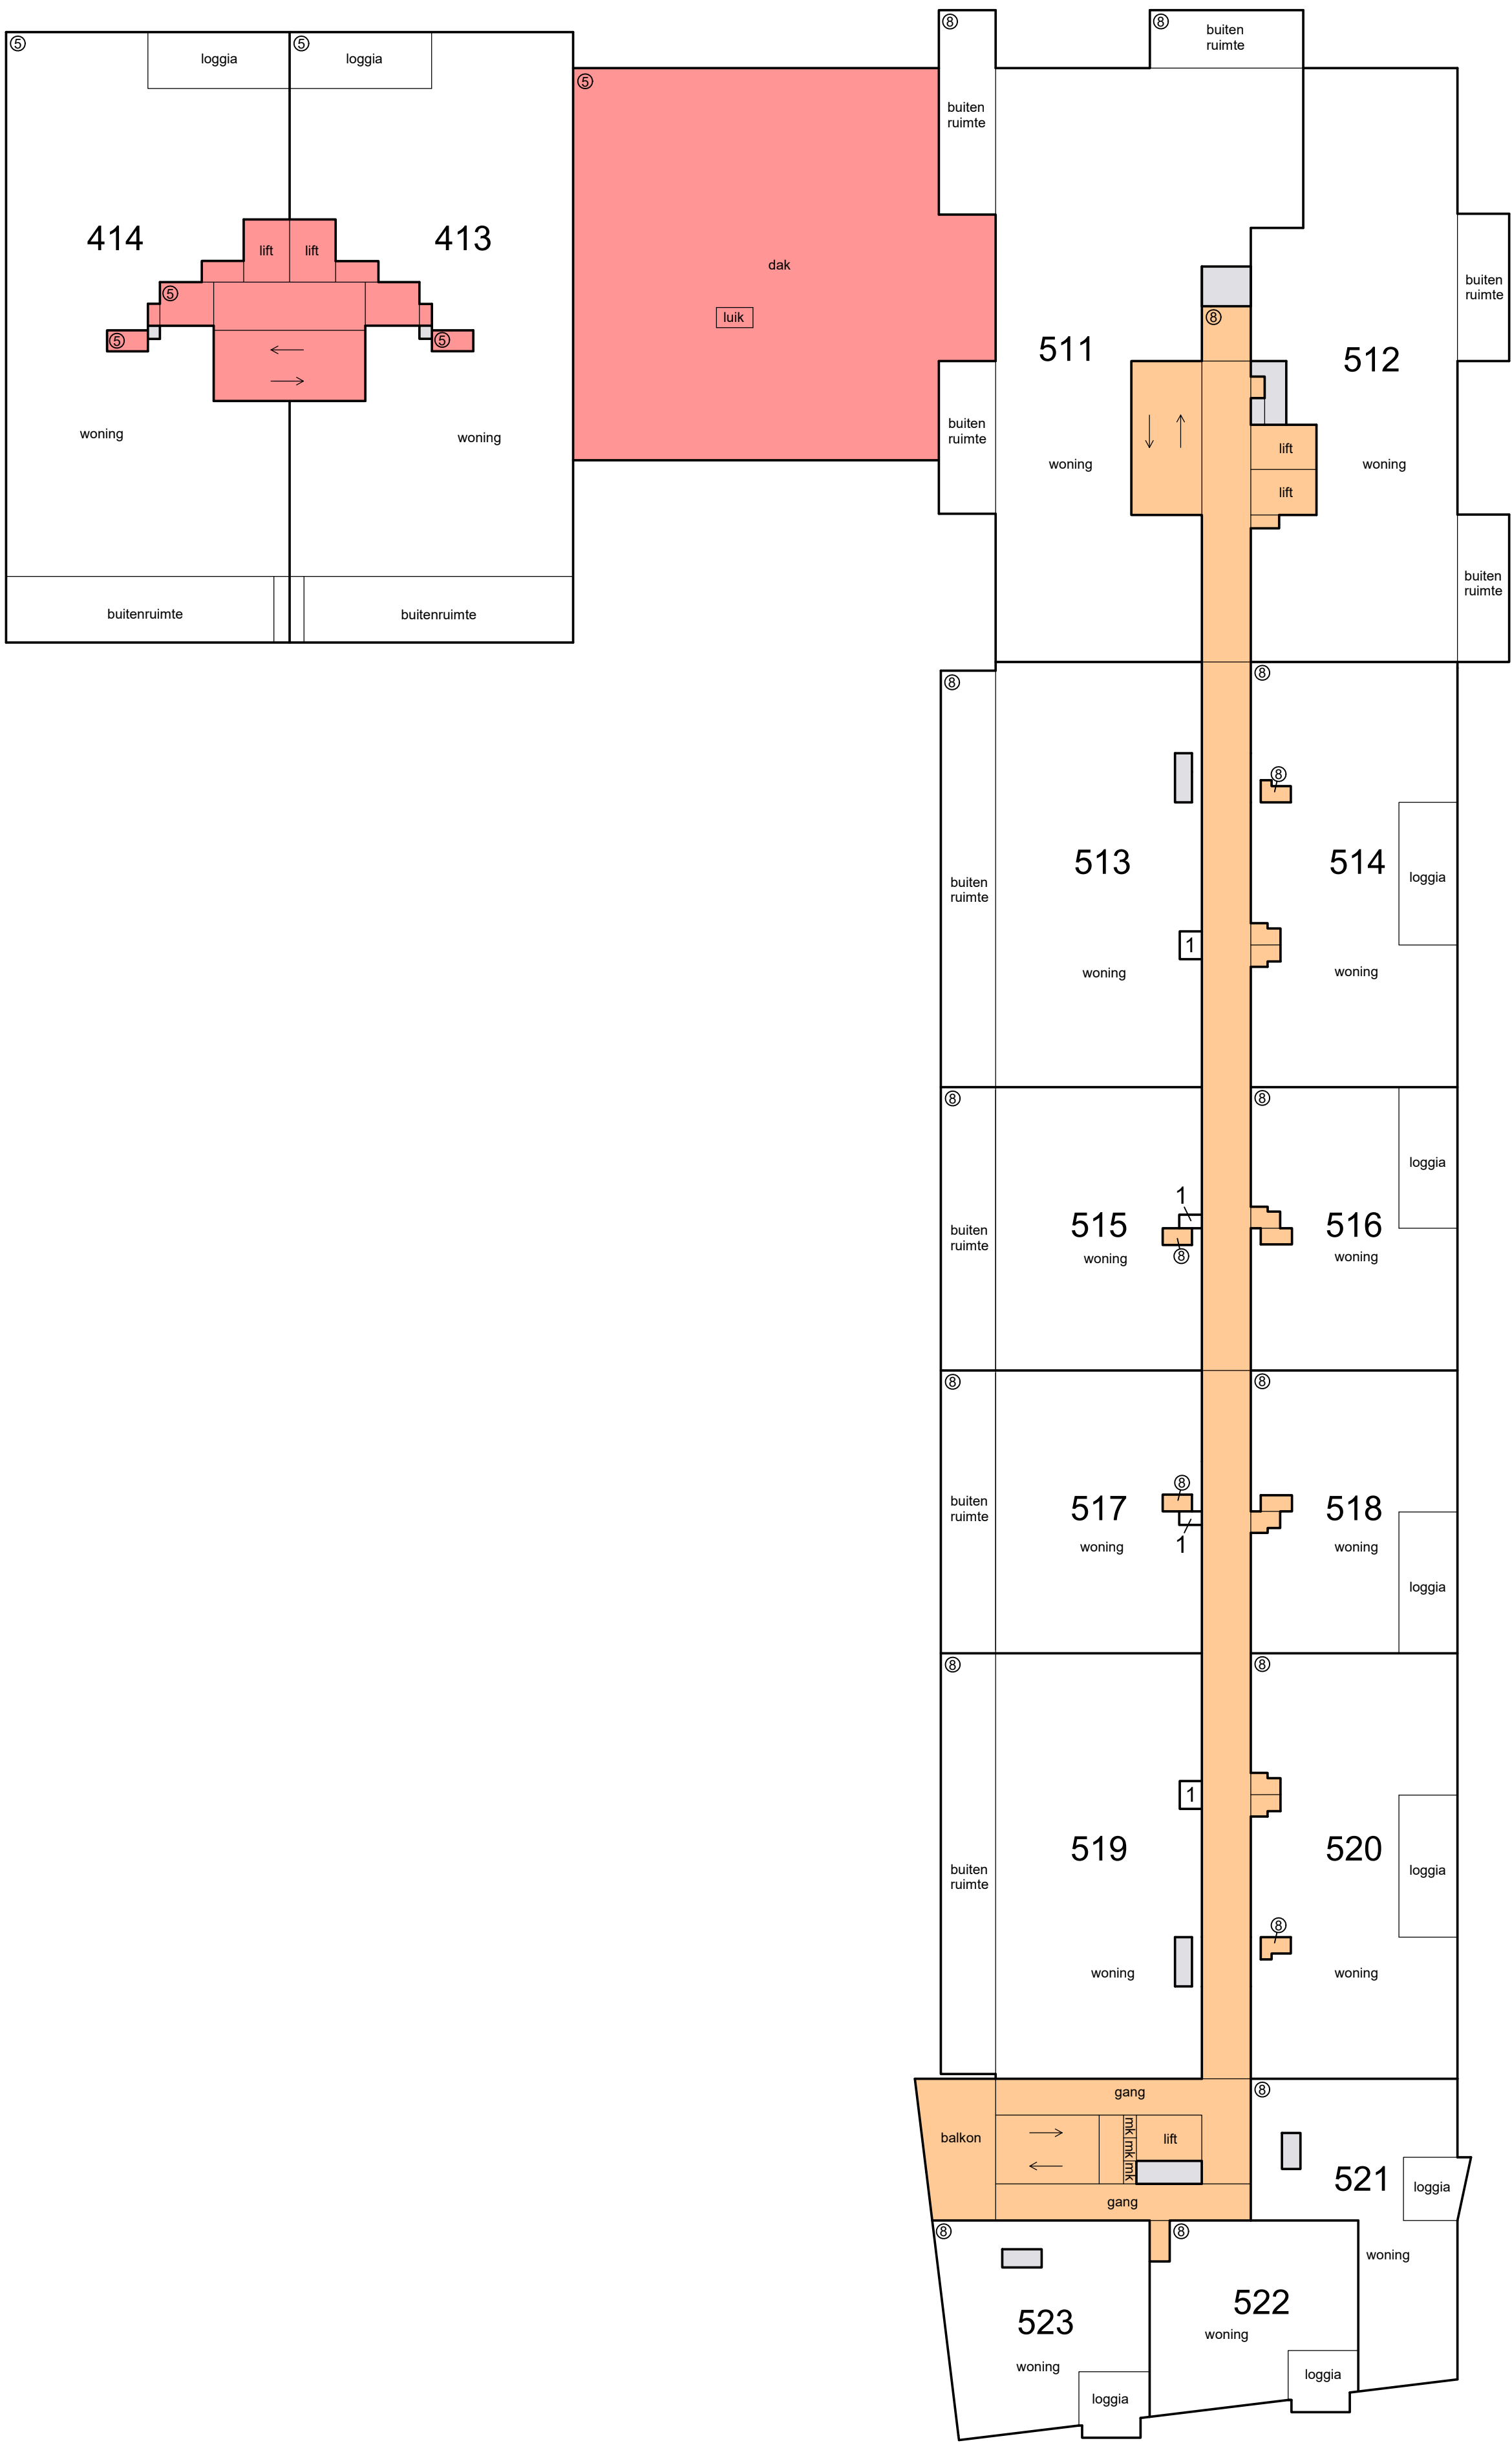 ⑤
loggia
⑤
loggia
414
lift
lift
413
⑤
⑤
⑤
woning
woning
buitenruimte
buitenruimte
⑤
dak
luik
⑧
buiten
ruimte
⑧
buiten
ruimte
buiten
ruimte
511
woning
⑧
512
woning
lift
lift
buiten
ruimte
buiten
ruimte
⑧
buiten
ruimte
513
woning
1
⑧
⑧
514
woning
loggia
⑧
buiten
ruimte
515
woning
1
⑧
⑧
516
woning
loggia
⑧
buiten
ruimte
517
woning
⑧
1
⑧
518
woning
loggia
⑧
buiten
ruimte
519
woning
1
⑧
520
woning
loggia
⑧
gang
balkon
mk
mk
mk
lift
gang
⑧
521
loggia
woning
⑧
523
woning
loggia
⑧
522
woning
loggia